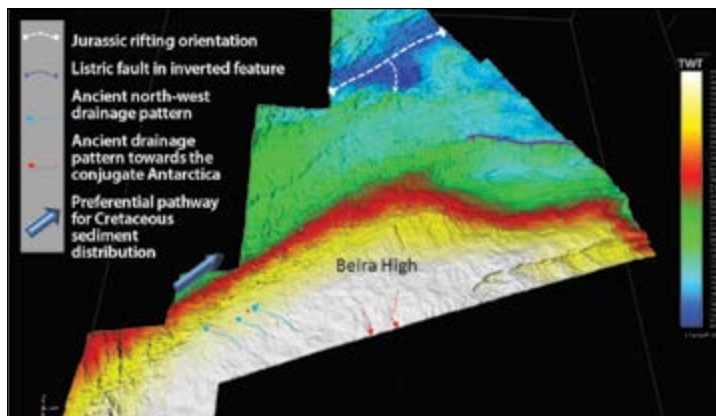 Jurassic rifting orientation
Listric fault in inverted feature
Ancient north-west
drainage pattern
Ancient drainage
pattern towards the
conjugate Antarctica
Preferential pathway
for Cretaceous
sediment
distribution
TWT
Beira High